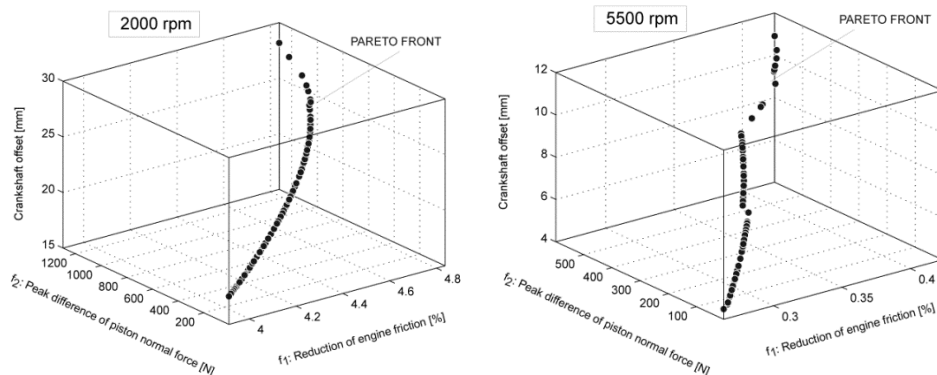 2000 rpm
PARETO FRONT
Crankshaft offset [mm]
30
25
20
15
1200
1000
800
600
400
200
f2: Peak difference of piston normal force [N]
4
4.2
4.4
4.6
4.8
f1: Reduction of engine friction [%]
5500 rpm
PARETO FRONT
Crankshaft offset [mm]
12
10
8
6
4
500
400
300
200
100
f2: Peak difference of piston normal force [N]
0.3
0.35
0.4
f1: Reduction of engine friction [%]